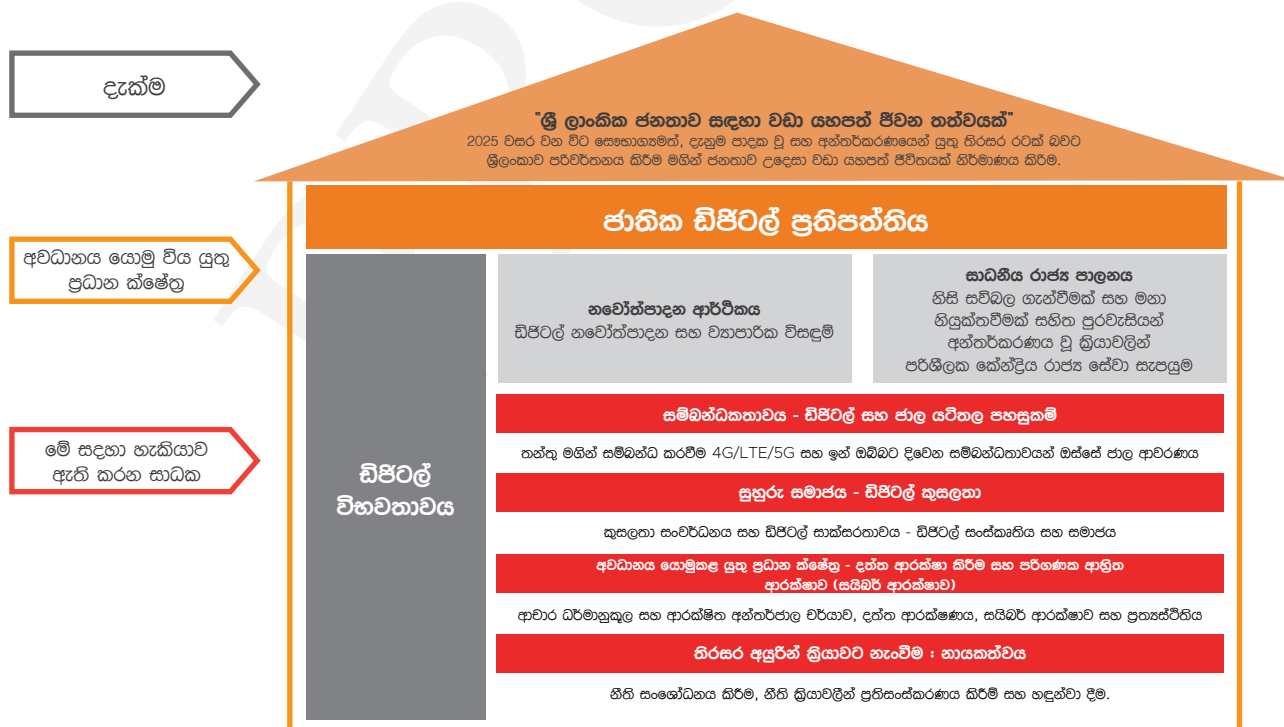 දැක්ම
"ශ්‍රී ලාංකික ජනතාව සඳහා වඩා යහපත් ජීවන තත්වයක්"
2025 වසර වන විට සෞභාග්‍යමත්, දැනුම පාදක වූ සහ අන්තර්කරණයෙන් යුතු තිරසර රටක් බවට
ශ්‍රීලංකාව පරිවර්තනය කිරීම මගින් ජනතාව උදෙසා වඩා යහපත් ජීවිතයක් නිර්මාණය කිරීම.
අවධානය යොමු විය යුතු
ප්‍රධාන ක්ෂේත්‍ර
ජාතික ඩිජිටල් ප්‍රතිපත්තිය
නවෝත්පාදන ආර්ථිකය
ඩිජිටල් නවෝත්පාදන සහ ව්‍යාපාරික විසඳුම්
සාධනීය රාජ්‍ය පාලනය
නිසි සවිබල ගැන්වීමක් සහ මනා
නියුක්තවීමක් සහිත පුරවැසියන්
අන්තර්කරණය වූ ක්‍රියාවලින්
පරිශීලක කේන්ද්‍රිය රාජ්‍ය සේවා සැපයුම
මේ සදහා හැකියාව
ඇති කරන සාධක
ඩිජිටල්
විභවතාවය
සම්බන්ධකතාවය - ඩිජිටල් සහ ජාල යටිතල පහසුකම්
තන්තු මගින් සම්බන්ධ කරවීම 4G/LTE/5G සහ ඉන් ඔබ්බට දිවෙන සම්බන්ධතාවයන් ඔස්සේ ජාල ආවරණය
සුහුරු සමාජය - ඩිජිටල් කුසලතා
කුසලතා සංවර්ධනය සහ ඩිජිටල් සාක්සරතාවය - ඩිජිටල් සංස්කෘතිය සහ සමාජය
අවධානය යොමුකළ යුතු ප්‍රධාන ක්ෂේත්‍ර - දත්ත ආරක්ෂා කිරීම සහ පරිගණක ආශ්‍රිත
ආරක්ෂාව (සයිබර් ආරක්ෂාව)
ආචාර ධර්මානුකූල සහ ආරක්ෂිත අන්තර්ජාල චර්යාව, දත්ත ආරක්ෂණය, සයිබර් ආරක්ෂාව සහ ප්‍රත්‍යස්ථිතිය
තිරසර අයුරින් ක්‍රියාවට නැංවීම : නායකත්වය
නීති සංශෝධනය කිරීම, නීති ක්‍රියාවලීන් ප්‍රතිසංස්කරණය කිරීම් සහ හඳුන්වා දීම.